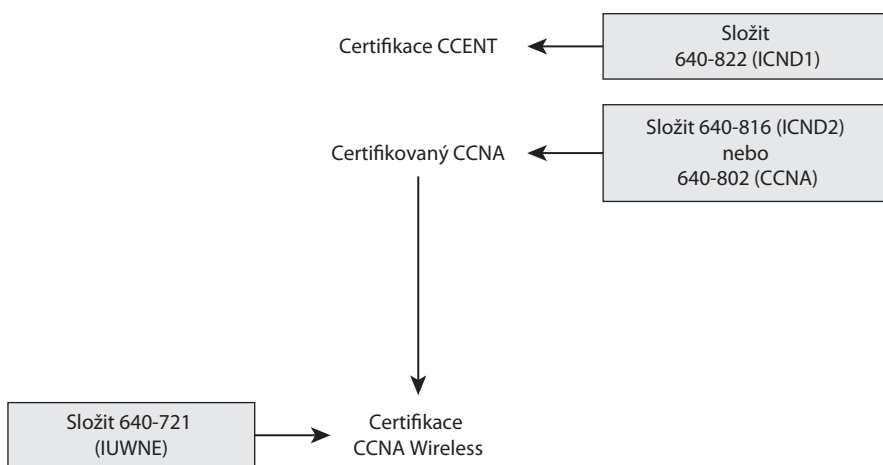 Certifikace CCENT
Složit
640-822 (ICND1)
Certifikovaný CCNA
Složit 640-816 (ICND2)
nebo
640-802 (CCNA)
Složit 640-721
(IUWNE)
Certifikace
CCNA Wireless